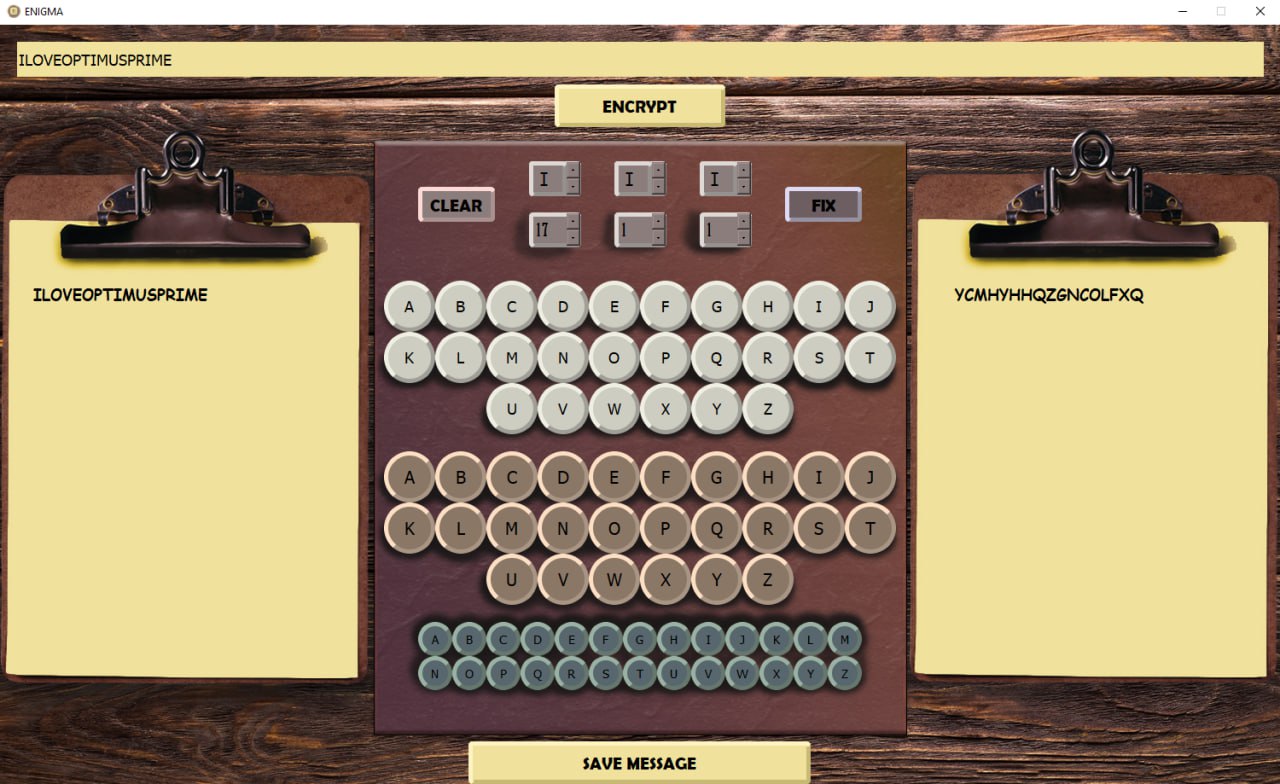 ENIGMA
ILOVEOPTIMUSPRIME
ENCRYPT
I I I
CLEAR
FIX
17 1 1
ILOVEOPTIMUSPRIME
YCMHYHHQZGNCOLFXQ
A B C D E F G H I J
K L M N O P Q R S T
U V W X Y Z
A B C D E F G H I J
K L M N O P Q R S T
U V W X Y Z
A B C D E F G H I J K L M
N O P Q R S T U V W X Y Z
SAVE MESSAGE